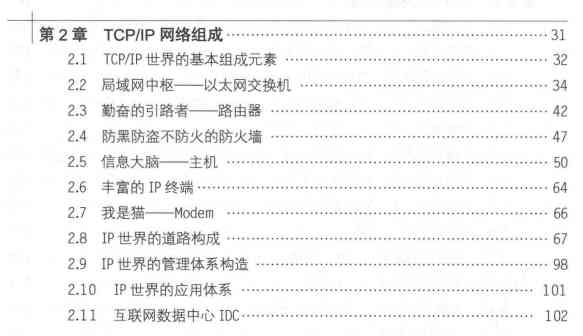 第 2 章 TCP/IP 网络组成 …… 31
2.1 TCP/IP 世界的基本组成元素 …… 32
2.2 局域网中枢——以太网交换机 …… 34
2.3 勤奋的引路者——路由器 …… 42
2.4 防黑防盗不防火的防火墙 …… 47
2.5 信息大脑——主机 …… 50
2.6 丰富的 IP 终端 …… 64
2.7 我是猫——Modem …… 66
2.8 IP 世界的道路构成 …… 67
2.9 IP 世界的管理体系构造 …… 98
2.10 IP 世界的应用体系 …… 101
2.11 互联网数据中心 IDC …… 102